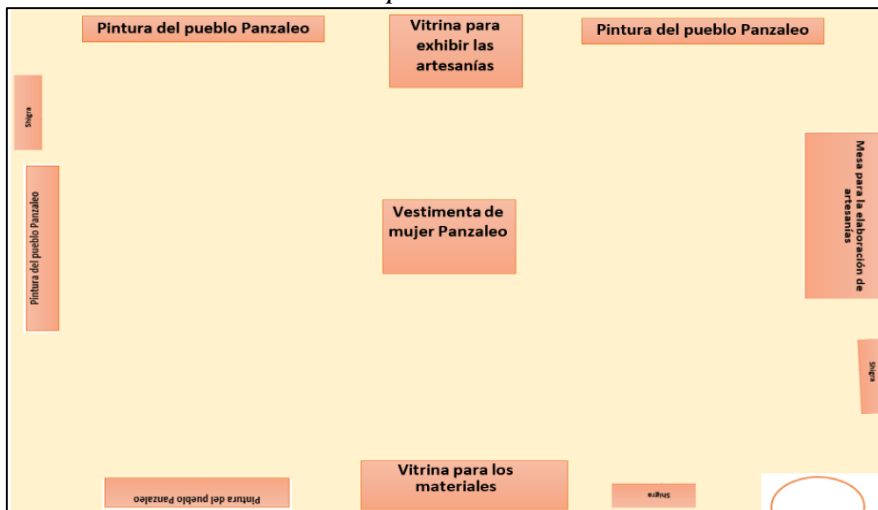 Pintura del pueblo Panzaleo
Vitrina para
exhibir las
artesanías
Pintura del pueblo Panzaleo
Shigra
Pintura del pueblo Panzaleo
Vestimenta de
mujer Panzaleo
Mesa para la elaboración de
artesanías
Shigra
Pintura del pueblo Panzaleo
Vitrina para los
materiales
Shigra